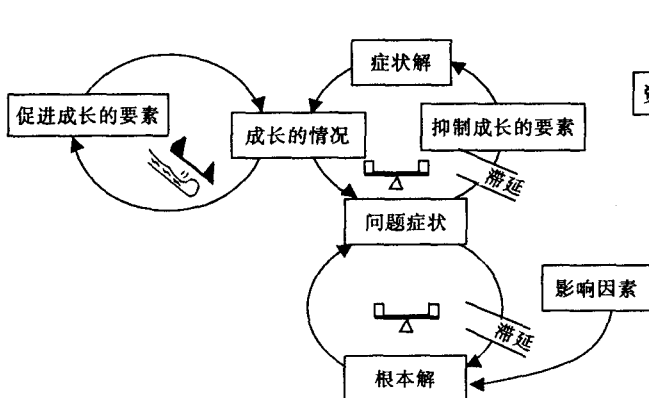 症状解
促进成长的要素
成长的情况
抑制成长的要素
滞延
问题症状
影响因素
滞延
根本解